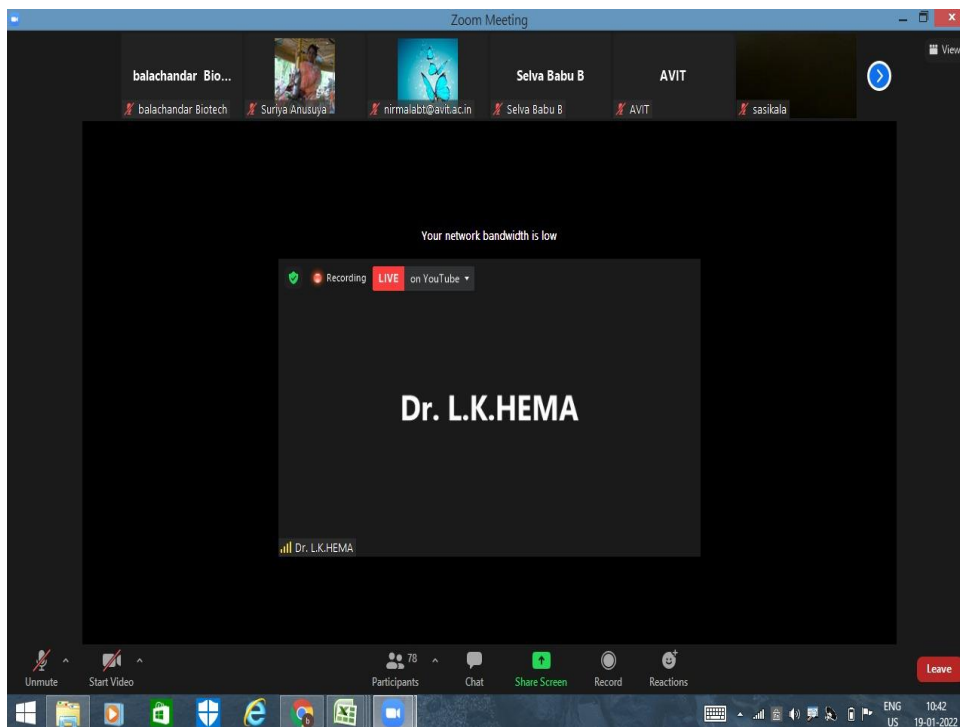 Zoom Meeting
View
balachandar Bio...
Selva Babu B
AVIT
balachandar Biotech
Suriya Anusuya
nirmalabt@avit.ac.in
Selva Babu B
AVIT
sasikala
Your network bandwidth is low
Recording LIVE on YouTube
Dr. L.K.HEMA
Dr. L.K.HEMA
78
Unmute
Start Video
Participants
Chat
Share Screen
Record
Reactions
Leave
ENG 10:42
US 19-01-2022